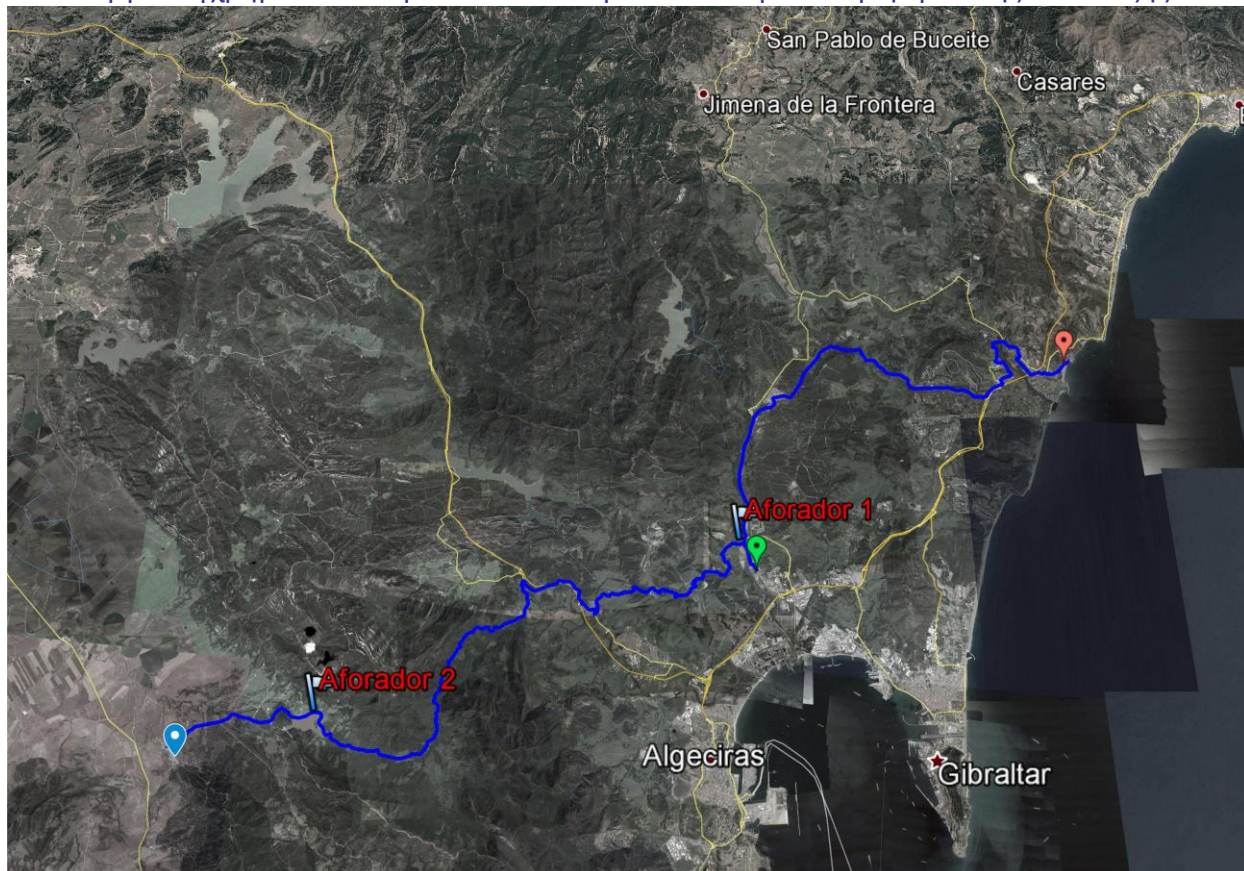 San Pablo de Buceite
Casares
Jimena de la Frontera
Aforador 1
Aforador 2
Algeciras
Gibraltar